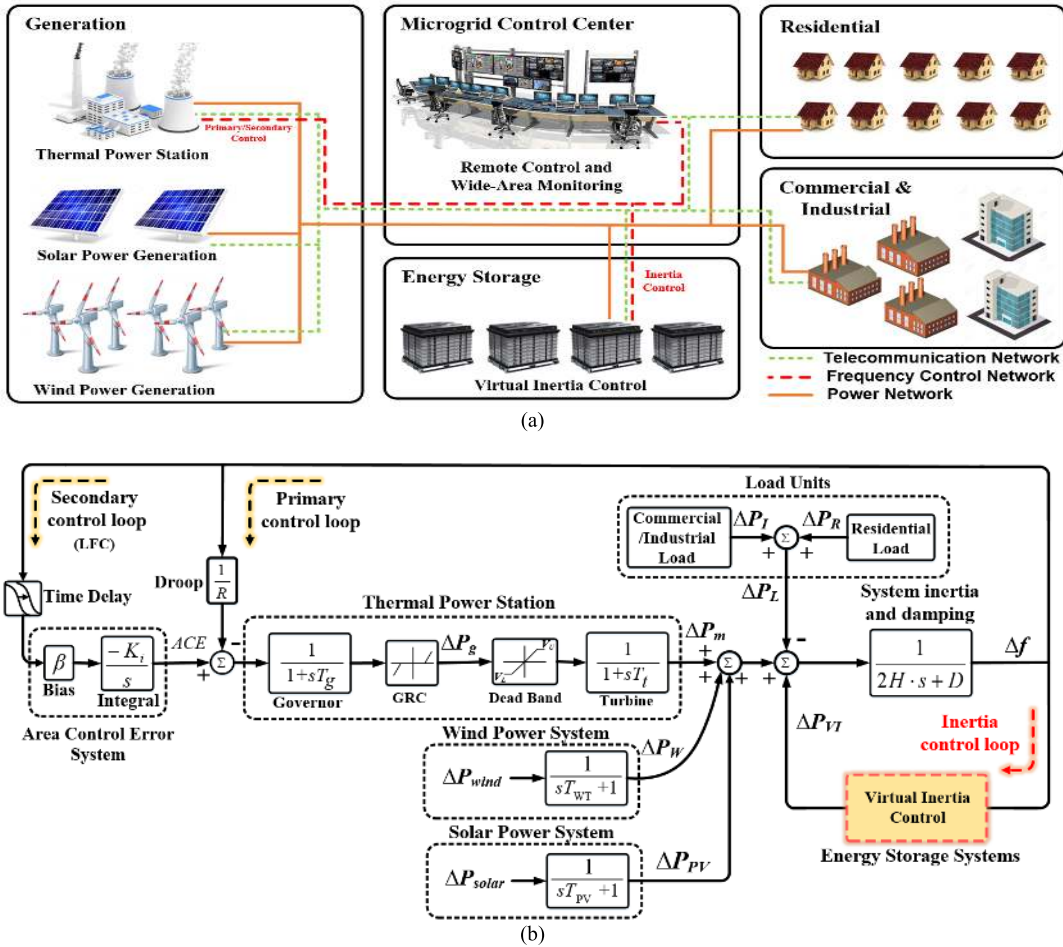 Generation
Thermal Power Station
Primary/Secondary
Control
Solar Power Generation
Wind Power Generation
Microgrid Control Center
Remote Control and
Wide-Area Monitoring
Energy Storage
Inertia
Control
Virtual Inertia Control
Residential
Commercial &
Industrial
Telecommunication Network
Frequency Control Network
Power Network
(a)
Secondary
control loop
(LFC)
Primary
control loop
Time Delay
Droop
1
R
β
Bias
− K_i
s
Integral
ACE
Area Control Error
System
+
−
Σ
Thermal Power Station
1
1+sT_g
Governor
GRC
ΔP_g
V_U
V_L
Dead Band
1
1+sT_t
Turbine
ΔP_m
+
+
+
Σ
Wind Power System
ΔP_wind
1
sT_WT +1
ΔP_W
Solar Power System
ΔP_solar
1
sT_PV +1
ΔP_PV
Load Units
Commercial
/Industrial
Load
ΔP_I
+
Σ
+
ΔP_R
Residential
Load
ΔP_L
−
+
Σ
+
System inertia
and damping
1
2H · s + D
Δf
ΔP_VI
Inertia
control loop
Virtual Inertia
Control
Energy Storage Systems
(b)